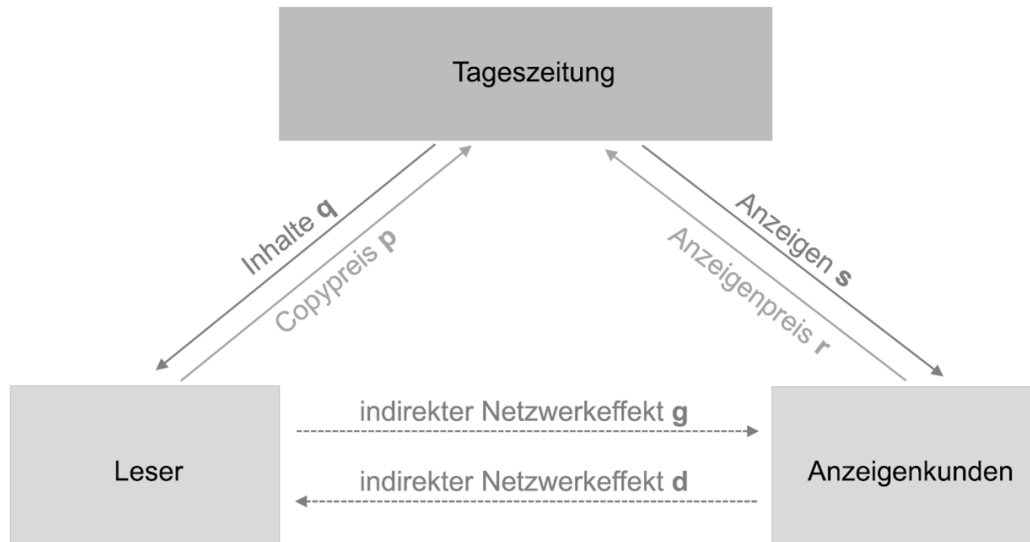 Tageszeitung
Inhalte q
Copypreis p
Anzeigen s
Anzeigenpreis r
indirekter Netzwerkeffekt g
Leser
Anzeigenkunden
indirekter Netzwerkeffekt d